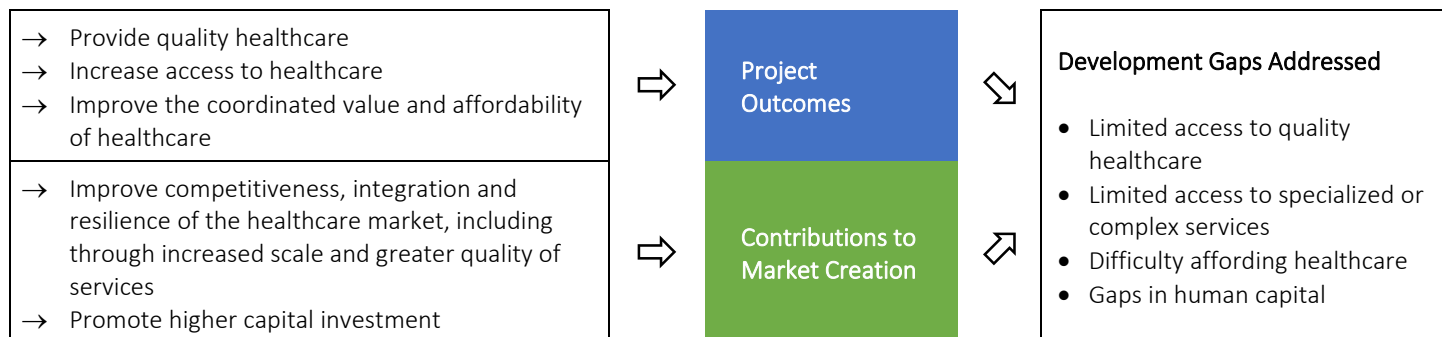 → Provide quality healthcare
→ Increase access to healthcare
→ Improve the coordinated value and affordability
of healthcare
→ Improve competitiveness, integration and
resilience of the healthcare market, including
through increased scale and greater quality of
services
→ Promote higher capital investment
Project
Outcomes
Contributions to
Market Creation
Development Gaps Addressed
• Limited access to quality
healthcare
• Limited access to specialized or
complex services
• Difficulty affording healthcare
• Gaps in human capital